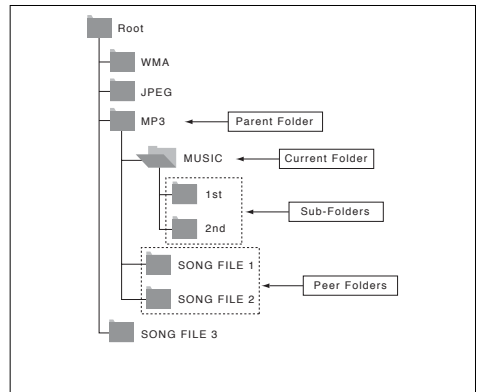 Root
WMA
JPEG
MP3 Parent Folder
MUSIC Current Folder
1st
Sub-Folders
2nd
SONG FILE 1
Peer Folders
SONG FILE 2
SONG FILE 3